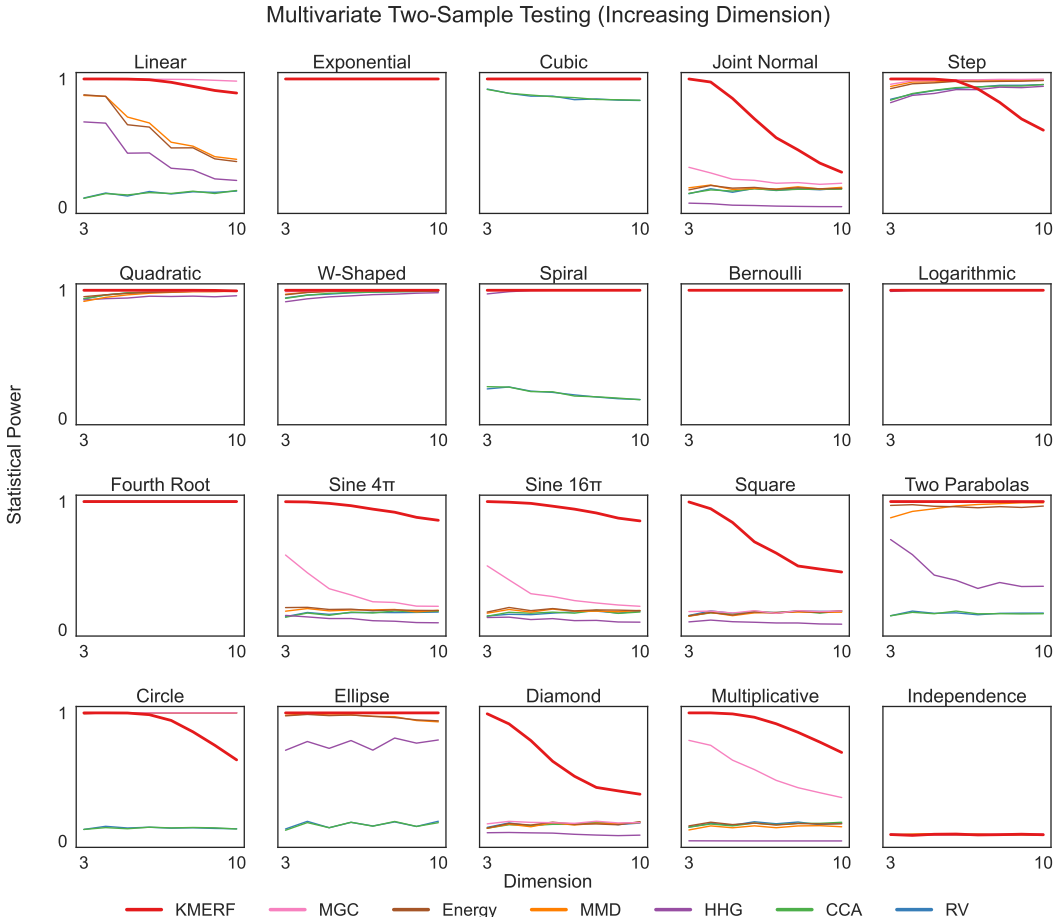 Multivariate Two-Sample Testing (Increasing Dimension)
Linear Exponential Cubic Joint Normal Step
1
0
3 10 3 10 3 10 3 10 3 10
Quadratic W-Shaped Spiral Bernoulli Logarithmic
1
0
3 10 3 10 3 10 3 10 3 10
Statistical Power
Fourth Root Sine 4π Sine 16π Square Two Parabolas
1
0
3 10 3 10 3 10 3 10 3 10
Circle Ellipse Diamond Multiplicative Independence
1
0
3 10 3 10 3 10 3 10 3 10
Dimension
KMERF MGC Energy MMD HHG CCA RV